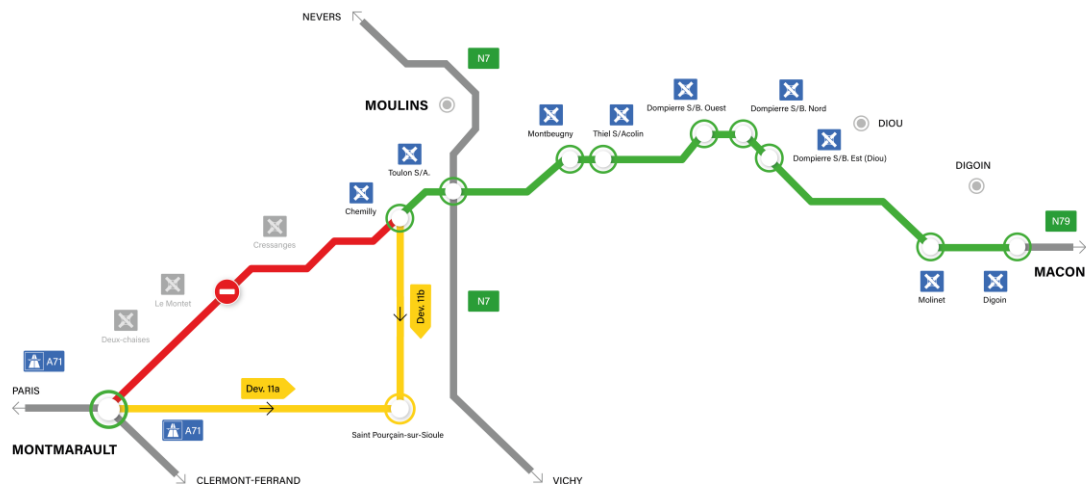 NEVERS
N7
MOULINS
Dompierre S/B. Ouest
Dompierre S/B. Nord
DIOU
Montbeugny
Thiel S/Acolin
Dompierre S/B. Est (Diou)
Toulon S/A.
DIGOIN
Chemilly
N79
Cressanges
MACON
Le Montet
N7
Dev. 11b
Molinet
Digoin
Deux-chaises
A71
PARIS
Dev. 11a
A71
Saint Pourçain-sur-Sioule
MONTMARAULT
CLERMONT-FERRAND
VICHY